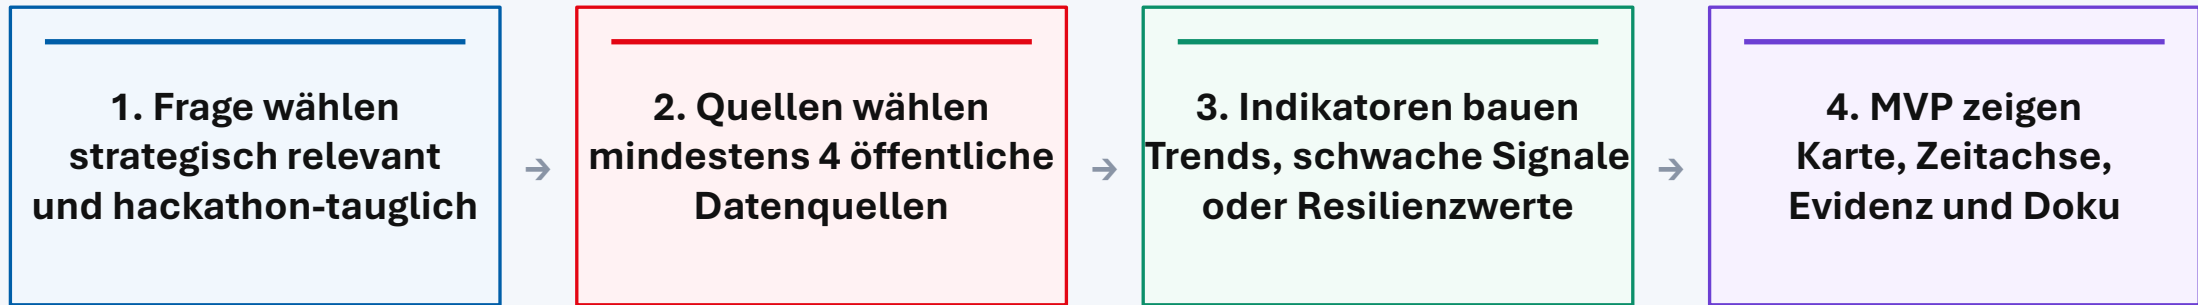 1. Frage wählen
strategisch relevant
und hackathon-tauglich
→
2. Quellen wählen
mindestens 4 öffentliche
Datenquellen
→
3. Indikatoren bauen
Trends, schwache Signale
oder Resilienzwerte
→
4. MVP zeigen
Karte, Zeitachse,
Evidenz und Doku